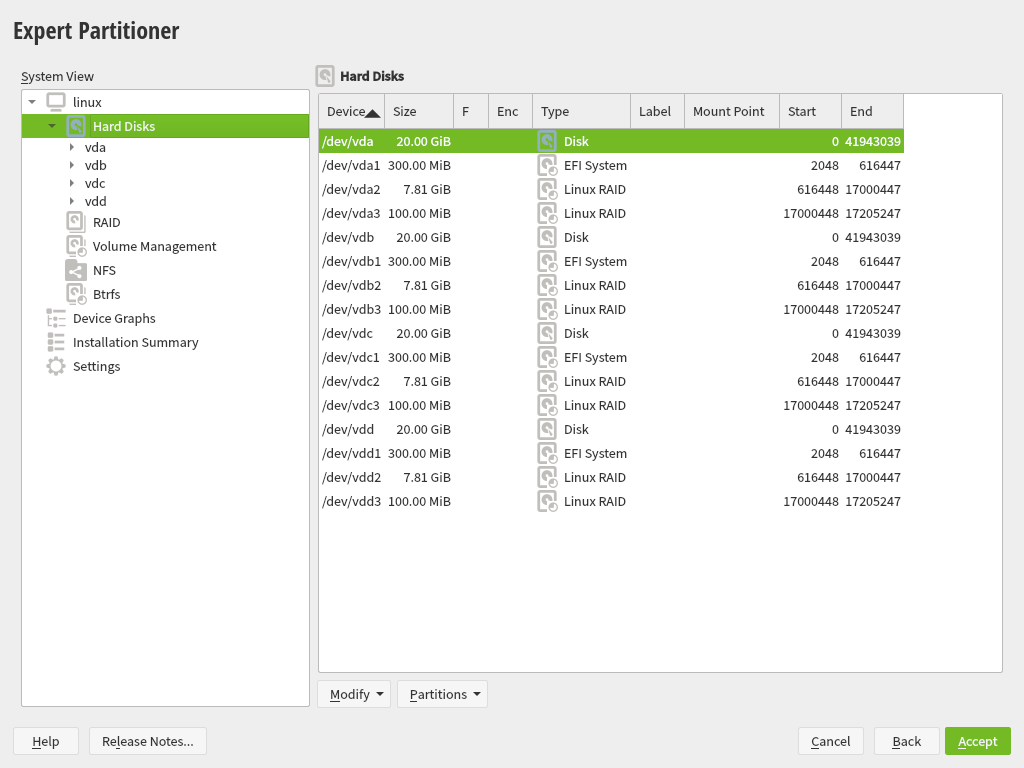 Expert Partitioner
System View
linux
Hard Disks
vda
vdb
vdc
vdd
RAID
Volume Management
NFS
Btrfs
Device Graphs
Installation Summary
Settings
Hard Disks
Device Size F Enc Type Label Mount Point Start End
/dev/vda 20.00 GiB Disk 0 41943039
/dev/vda1 300.00 MiB EFI System 2048 616447
/dev/vda2 7.81 GiB Linux RAID 616448 17000447
/dev/vda3 100.00 MiB Linux RAID 17000448 17205247
/dev/vdb 20.00 GiB Disk 0 41943039
/dev/vdb1 300.00 MiB EFI System 2048 616447
/dev/vdb2 7.81 GiB Linux RAID 616448 17000447
/dev/vdb3 100.00 MiB Linux RAID 17000448 17205247
/dev/vdc 20.00 GiB Disk 0 41943039
/dev/vdc1 300.00 MiB EFI System 2048 616447
/dev/vdc2 7.81 GiB Linux RAID 616448 17000447
/dev/vdc3 100.00 MiB Linux RAID 17000448 17205247
/dev/vdd 20.00 GiB Disk 0 41943039
/dev/vdd1 300.00 MiB EFI System 2048 616447
/dev/vdd2 7.81 GiB Linux RAID 616448 17000447
/dev/vdd3 100.00 MiB Linux RAID 17000448 17205247
Modify Partitions
Help Release Notes... Cancel Back Accept